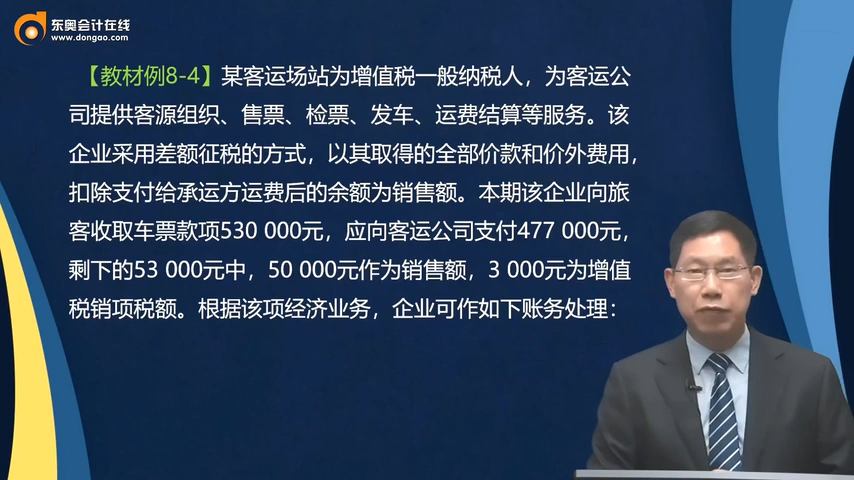 东奥会计在线
www.dongao.com
【教材例8-4】某客运场站为增值税一般纳税人，为客运公
司提供客源组织、售票、检票、发车、运费结算等服务。该
企业采用差额征税的方式，以其取得的全部价款和价外费用，
扣除支付给承运方运费后的余额为销售额。本期该企业向旅
客收取车票款项530 000元，应向客运公司支付477 000元，
剩下的53 000元中，50 000元作为销售额，3 000元为增值
税销项税额。根据该项经济业务，企业可作如下账务处理：